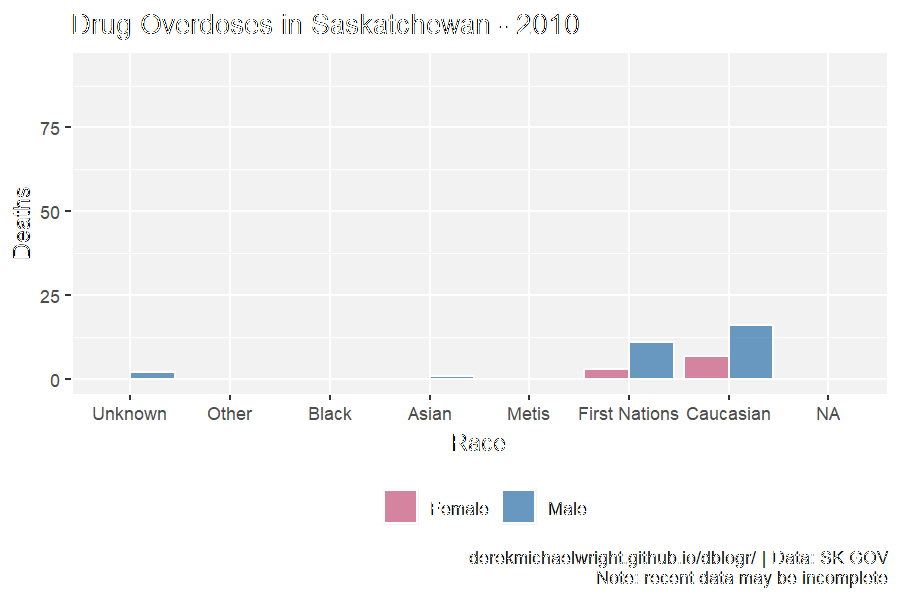 Drug Overdoses in Saskatchewan - 2010
Deaths
75
50
25
0
Unknown Other Black Asian Metis First Nations Caucasian NA
Race
Female Male
derekmichaelwright.github.io/dblogr/ | Data: SK GOV
Note: recent data may be incomplete